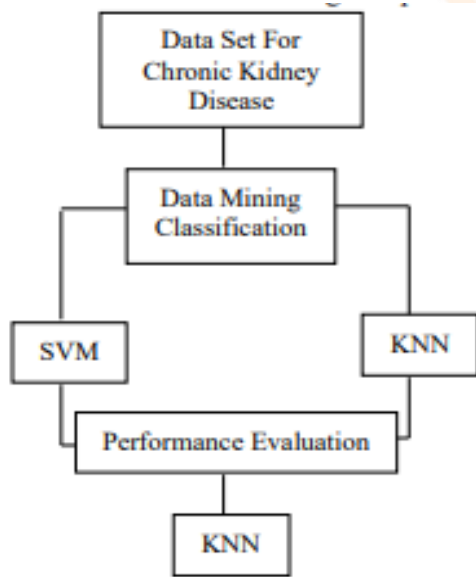 Data Set For
Chronic Kidney
Disease
Data Mining
Classification
SVM
KNN
Performance Evaluation
KNN